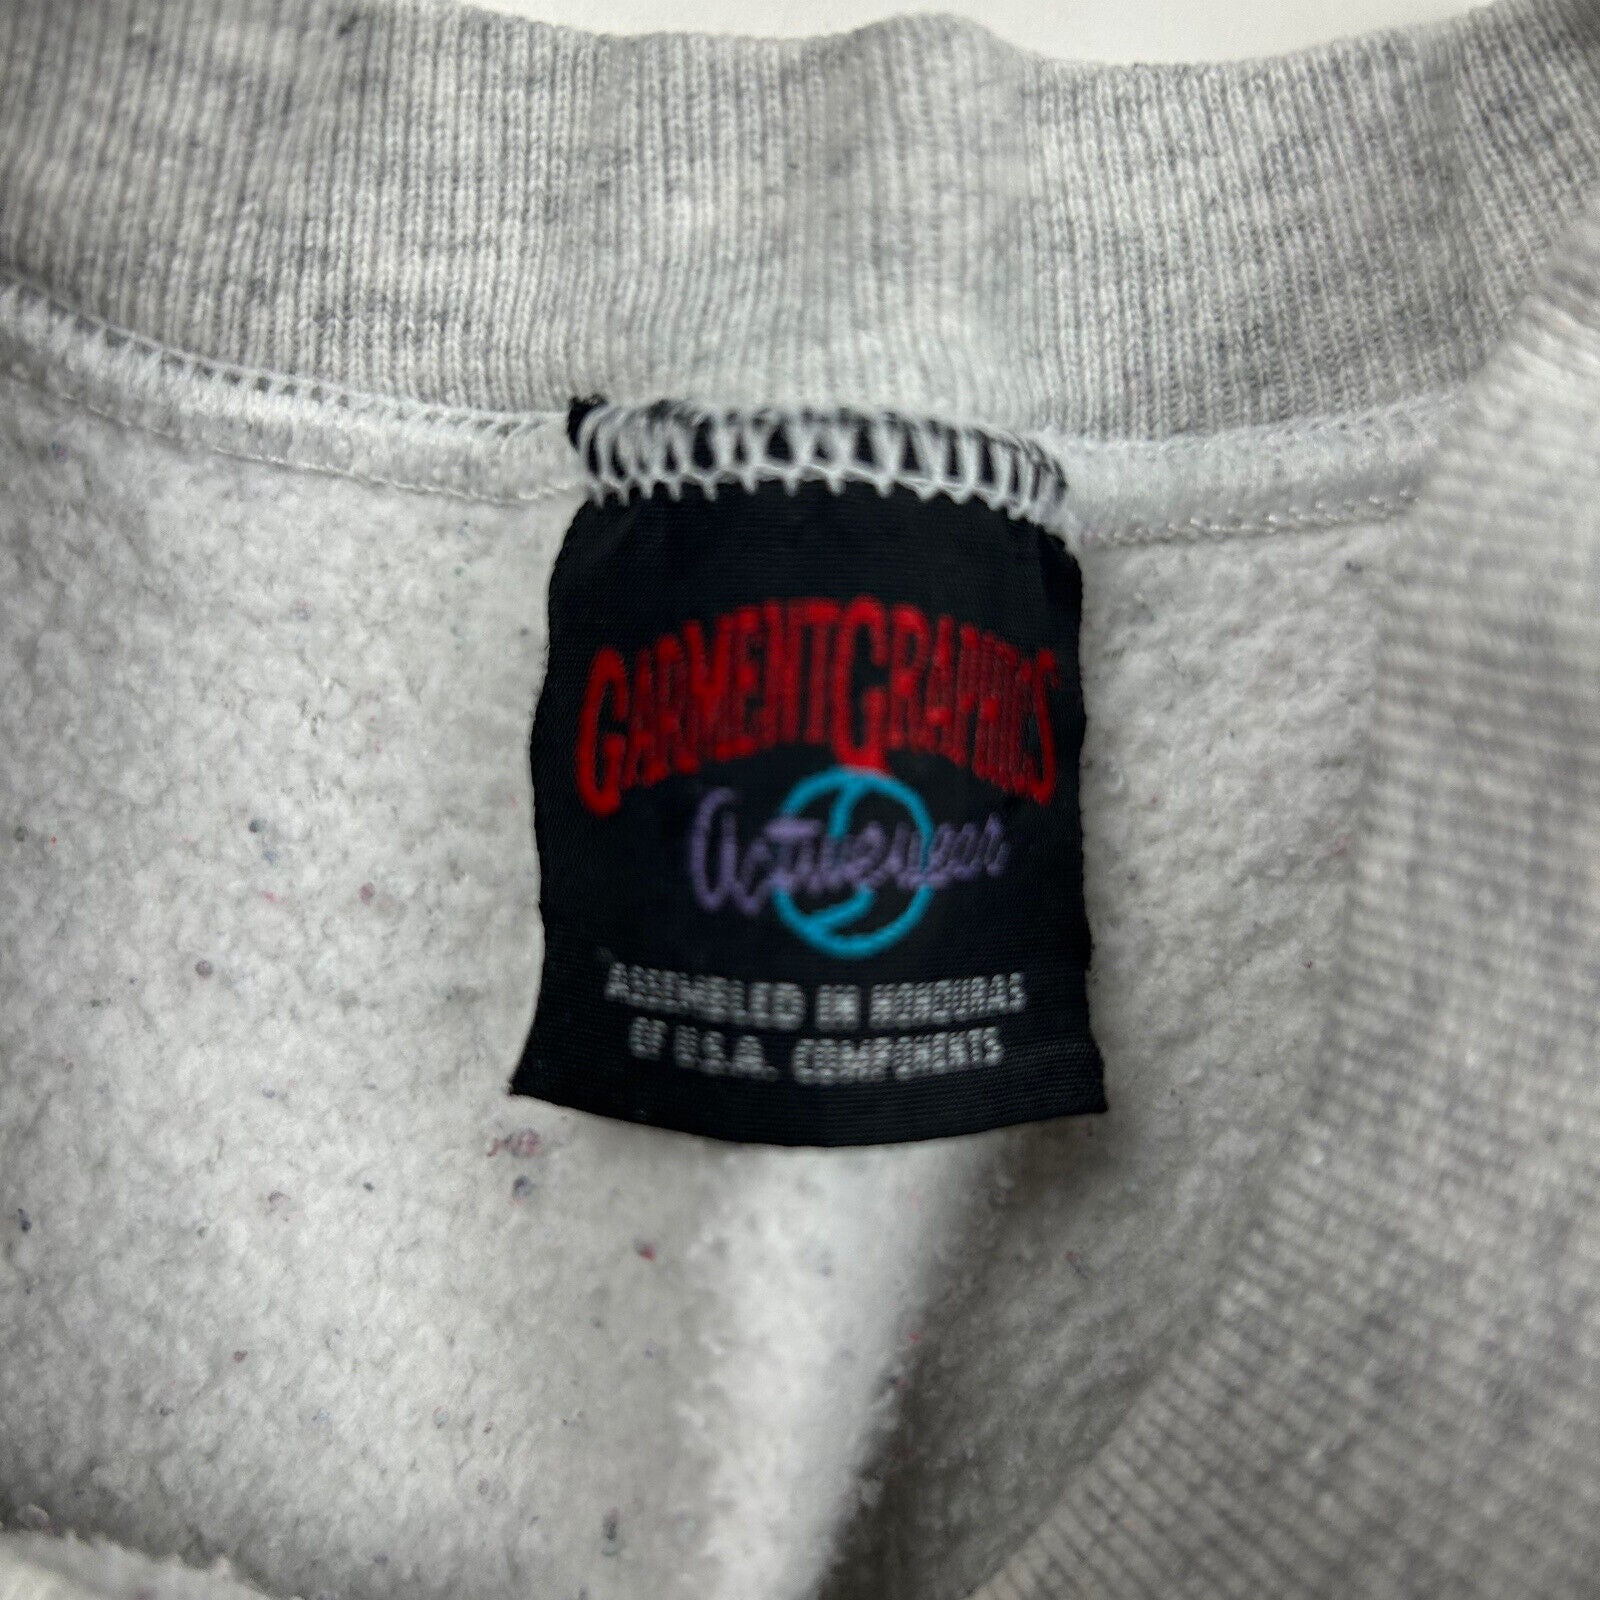 GARMENTGRAPHICS
Activewear
ASSEMBLED IN HONDURAS
OF U.S.A. COMPONENTS